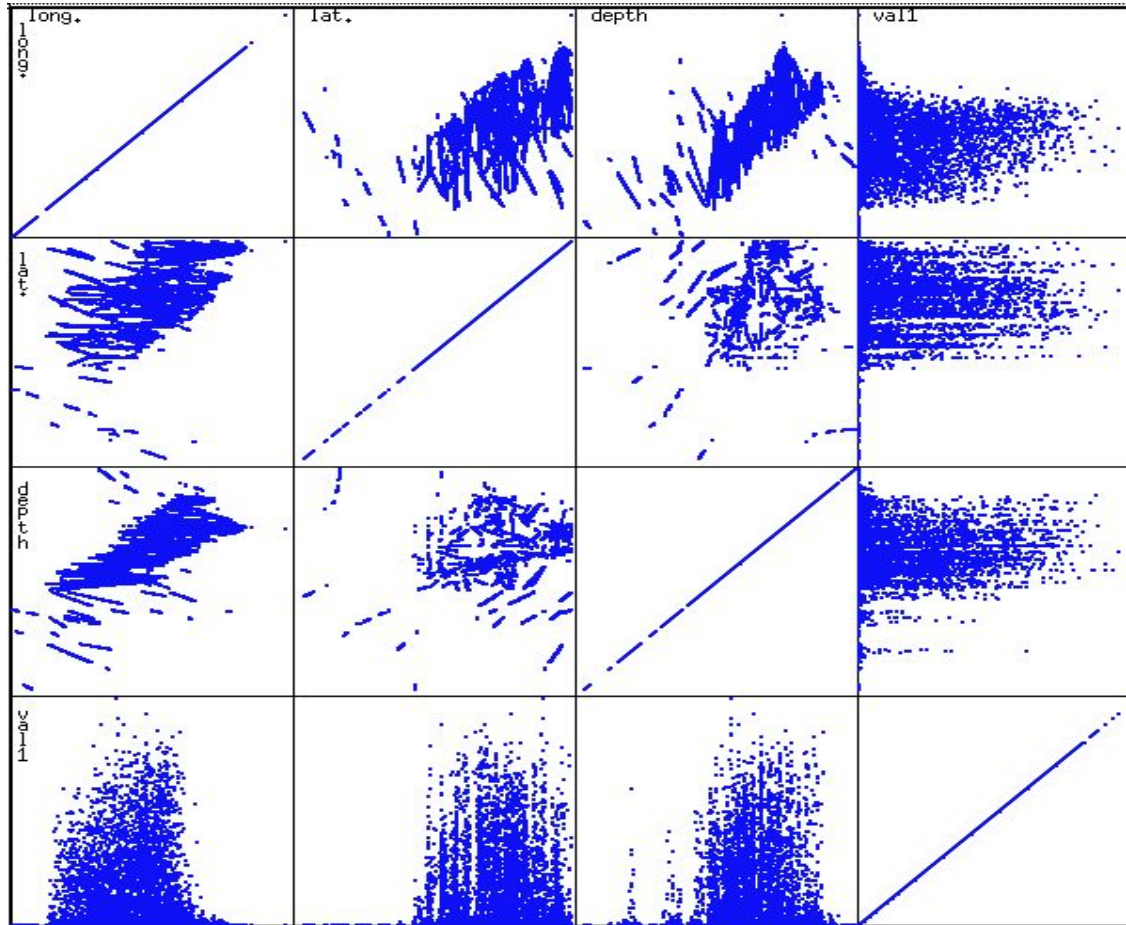 long.
lat.
depth
val1
long.
lat.
depth
val1